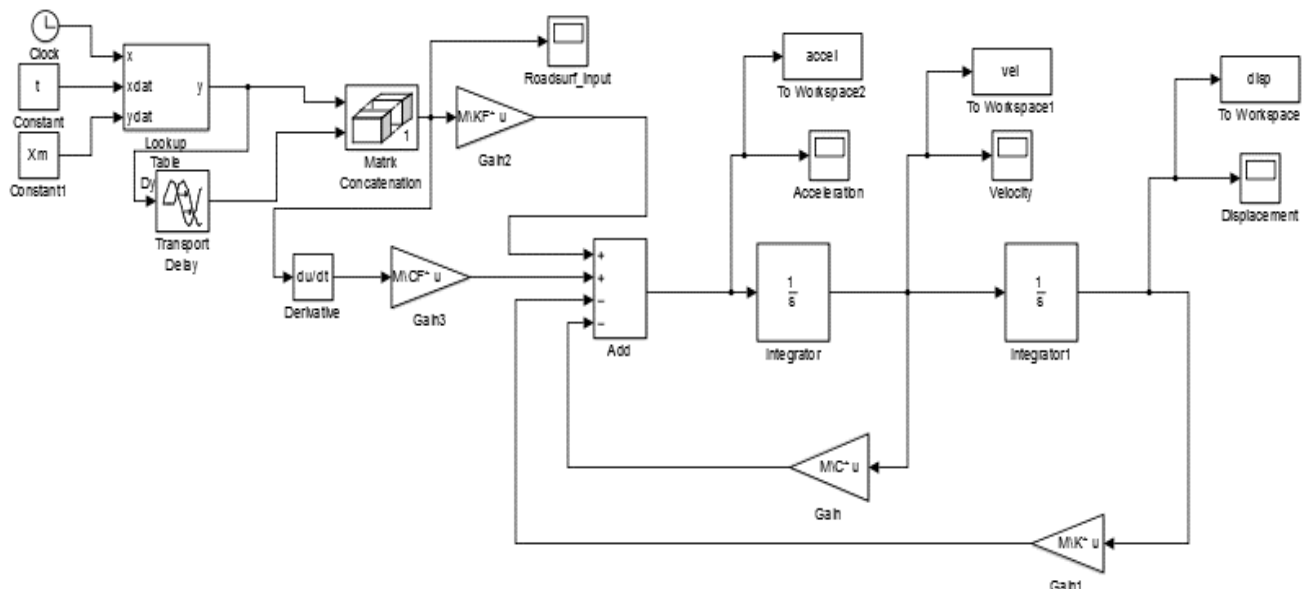 Clock
x
xdat
ydat
y
t
Constant
Xm
Constant1
Lookup
Table
Dy
Transport
Delay
1
Matrix
Concatenation
Roadsurf_Input
M\KF* u
Gain2
du/dt
Derivative
M\CF* u
Gain3
+
+
−
−
Add
accel
To Workspace2
Acceleration
1
s
Integrator
vel
To Workspace1
Velocity
1
s
Integrator1
disp
To Workspace
Displacement
M\C* u
Gain
M\K* u
Gain1